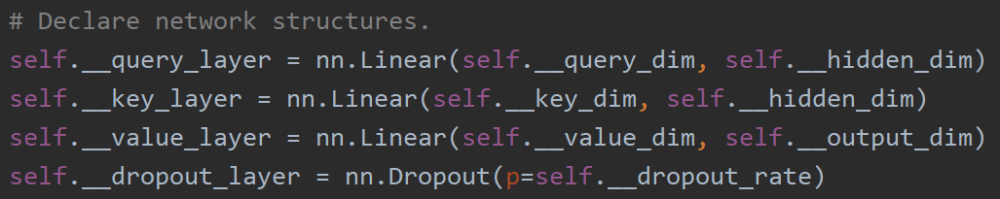 # Declare network structures.
self.__query_layer = nn.Linear(self.__query_dim, self.__hidden_dim)
self.__key_layer = nn.Linear(self.__key_dim, self.__hidden_dim)
self.__value_layer = nn.Linear(self.__value_dim, self.__output_dim)
self.__dropout_layer = nn.Dropout(p=self.__dropout_rate)